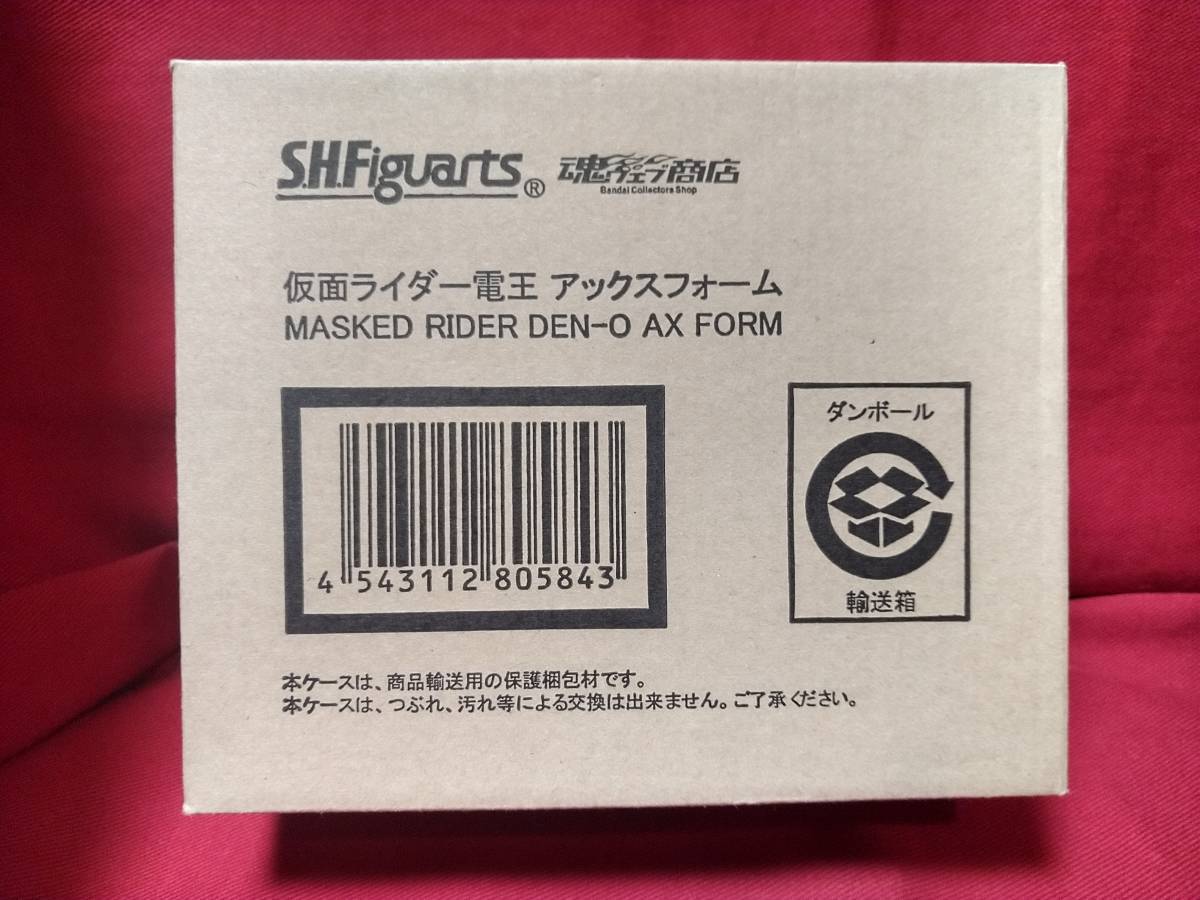 S.H.Figuarts® 魂ウェブ商店
Bandai Collectors Shop
仮面ライダー電王 アックスフォーム
MASKED RIDER DEN-O AX FORM
4 543112 805843
ダンボール
輸送箱
本ケースは、商品輸送用の保護梱包材です。
本ケースは、つぶれ、汚れ等による交換は出来ません。ご了承ください。